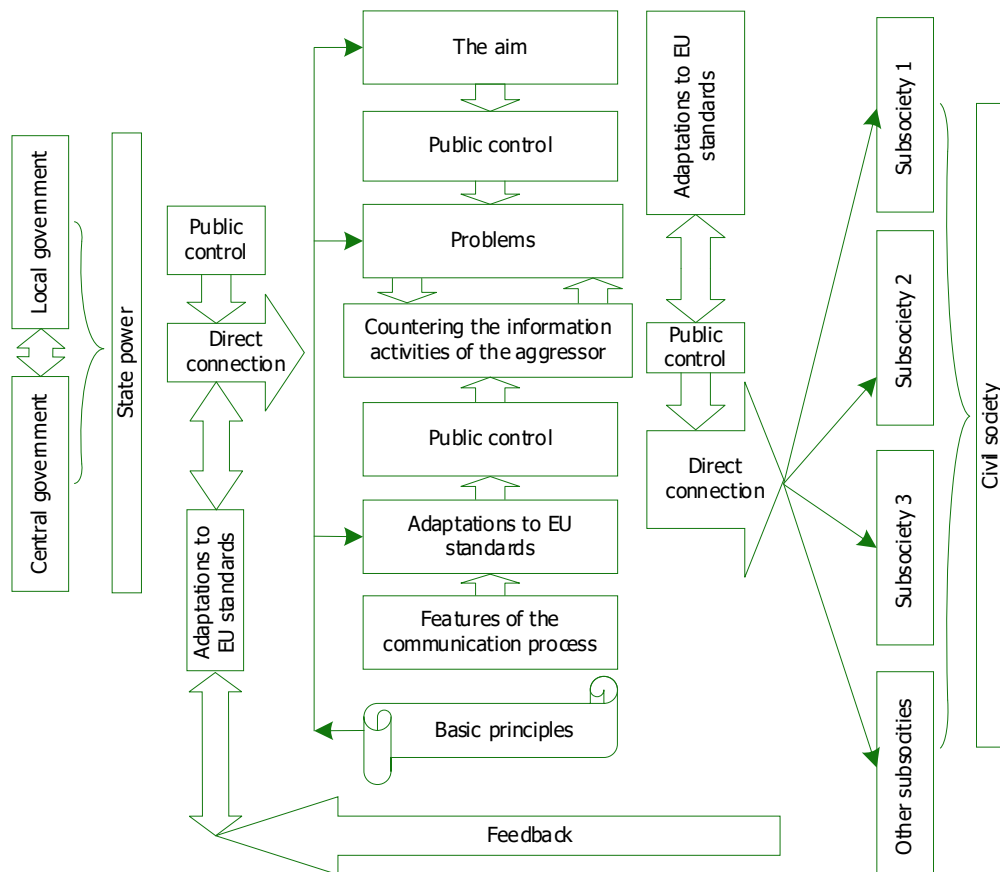 Local government
Central government
State power
Public
control
Direct
connection
Adaptations to
EU standards
The aim
Public control
Problems
Countering the information
activities of the aggressor
Public control
Adaptations to EU
standards
Features of the
communication process
Basic principles
Feedback
Adaptations to EU
standards
Public
control
Direct
connection
Subsociety 1
Subsociety 2
Subsociety 3
Other subsocities
Civil society